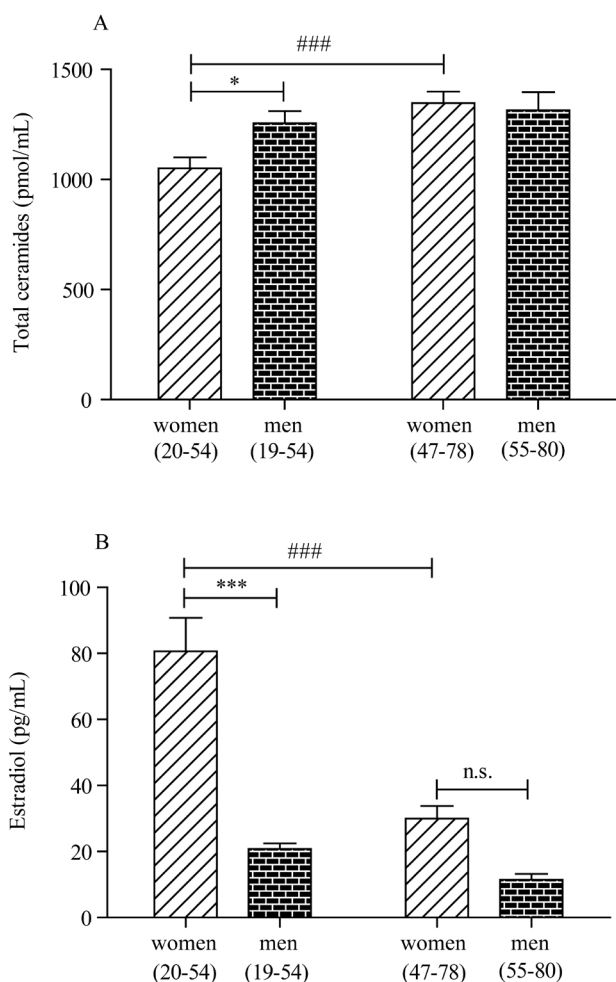 A
###
*
1500
1000
500
0
Total ceramides (pmol/mL)
women men women men
(20-54) (19-54) (47-78) (55-80)
B
###
***
n.s.
100
80
60
40
20
0
Estradiol (pg/mL)
women men women men
(20-54) (19-54) (47-78) (55-80)